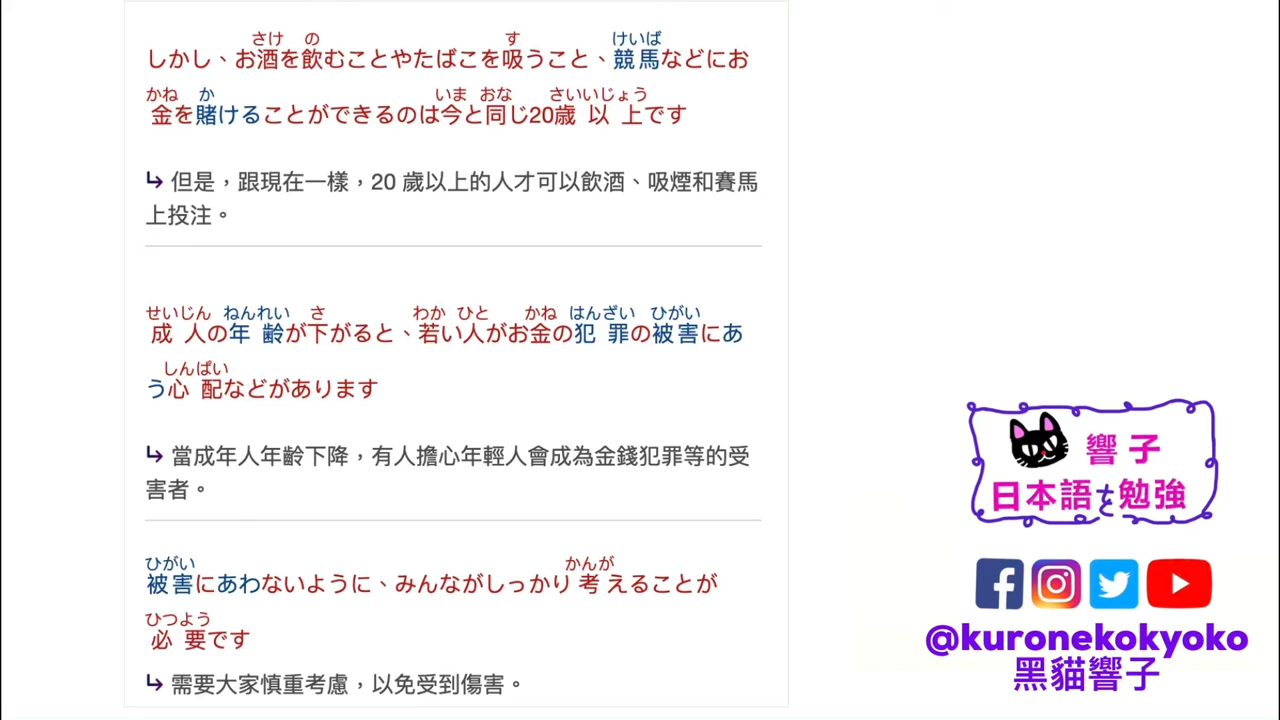 さけ の す けいば
しかし、お酒を飲むことやたばこを吸うこと、競馬などにお
かね か いま おな さいいじょう
金を賭けることができるのは今と同じ20歳以上です
↳ 但是，跟現在一樣，20 歲以上的人才可以飲酒、吸煙和賽馬
上投注。
せいじん ねんれい さ わか ひと かね はんざい ひがい
成人の年齢が下がると、若い人がお金の犯罪の被害にあ
しんぱい
う心配などがあります
↳ 當成年人年齡下降，有人擔心年輕人會成為金錢犯罪等的受
害者。
ひがい かんが
被害にあわないように、みんながしっかり考えることが
ひつよう
必要です
↳ 需要大家慎重考慮，以免受到傷害。
響子
日本語を勉強
@kuronekokyoko
黑貓響子